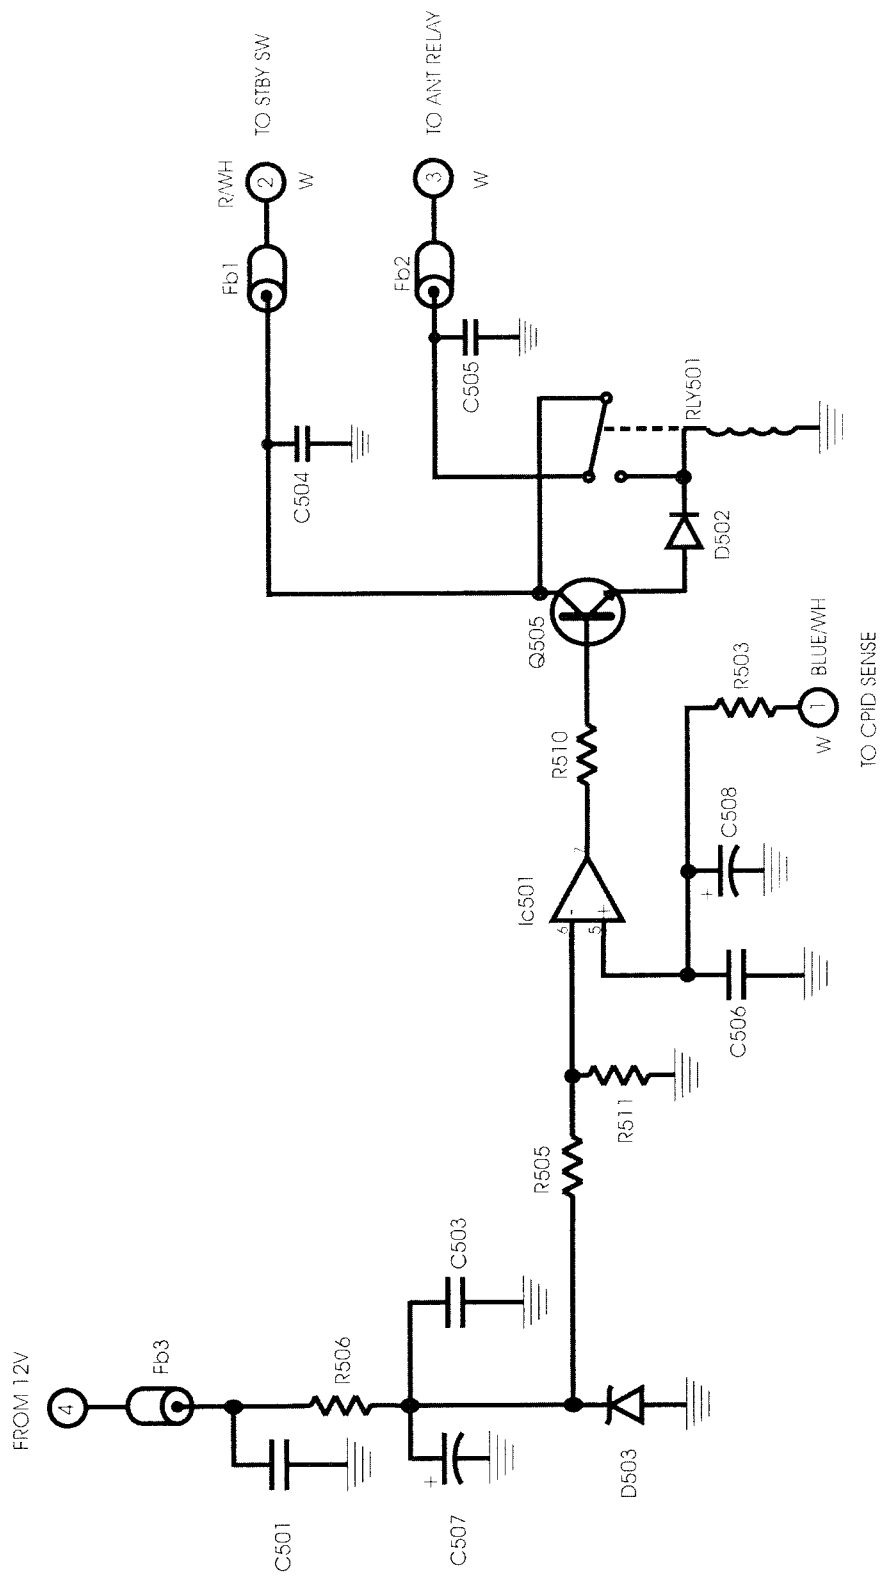 FROM 12V
4
Fb3
C501
R506
C507
C503
D503
R505
R511
Ic501
6
-
5
+
7
C506
+
C508
+
R503
W
1
BLUE/WH
TO CPID SENSE
R510
Q505
D502
RLY501
C504
C505
Fb1
R/WH
2
W
TO STBY SW
Fb2
3
W
TO ANT RELAY